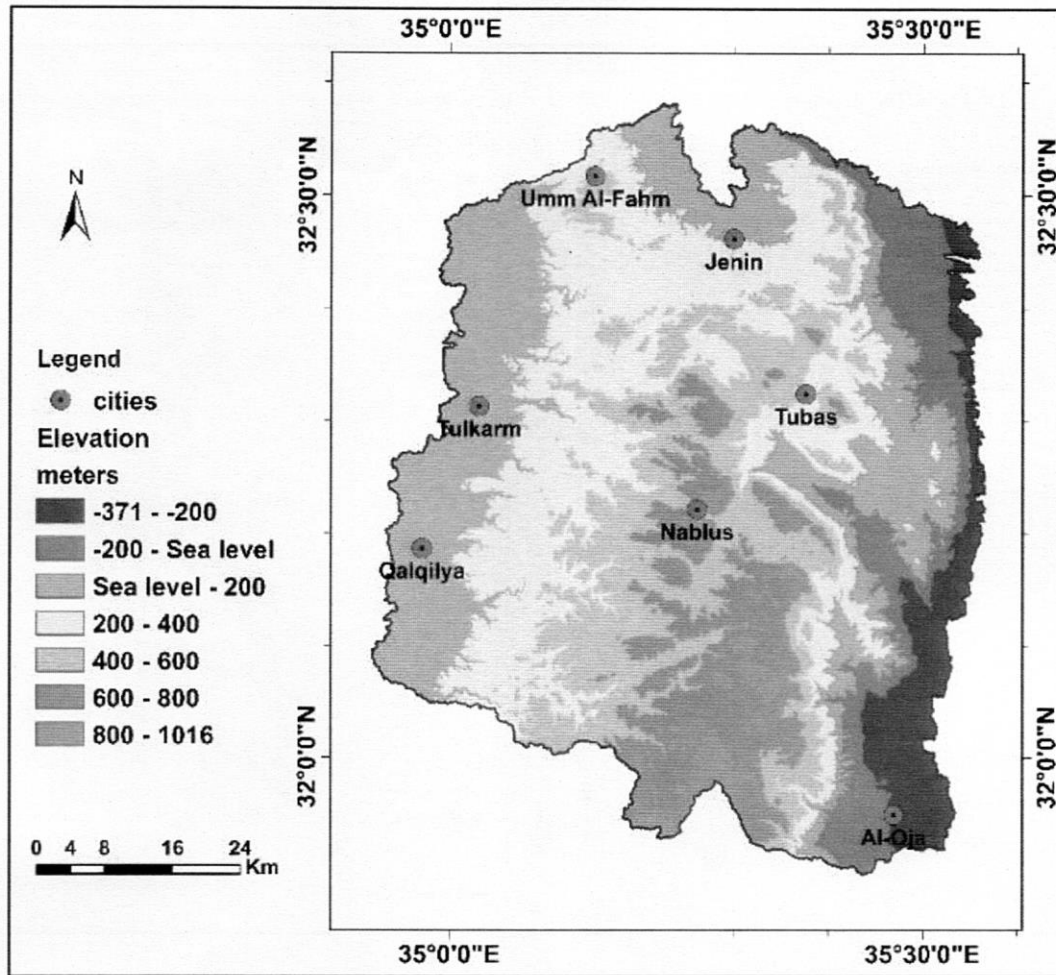 35°0'0"E
35°30'0"E
32°30'0"N
32°30'0"N
N
Umm Al-Fahm
Jenin
Legend
cities
Elevation
meters
-371 - -200
-200 - Sea level
Sea level - 200
200 - 400
400 - 600
600 - 800
800 - 1016
Tulkarm
Tubas
Nablus
Qalqilya
32°0'0"N
32°0'0"N
Al-Oja
0 4 8 16 24
Km
35°0'0"E
35°30'0"E